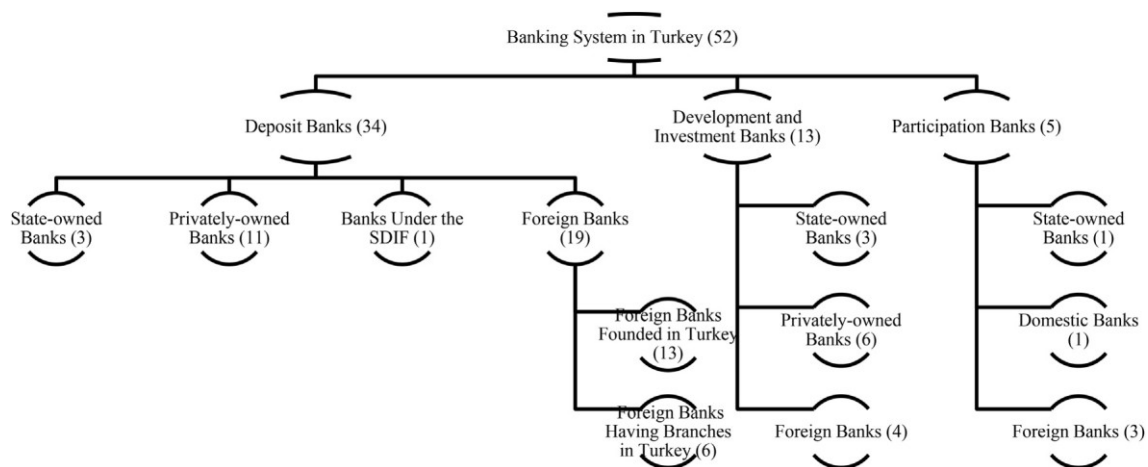 Banking System in Turkey (52)
Deposit Banks (34)
Development and
Investment Banks (13)
Participation Banks (5)
State-owned
Banks (3)
Privately-owned
Banks (11)
Banks Under the
SDIF (1)
Foreign Banks
(19)
Foreign Banks
Founded in Turkey
(13)
Foreign Banks
Having Branches
in Turkey (6)
State-owned
Banks (3)
Privately-owned
Banks (6)
Foreign Banks (4)
State-owned
Banks (1)
Domestic Banks
(1)
Foreign Banks (3)